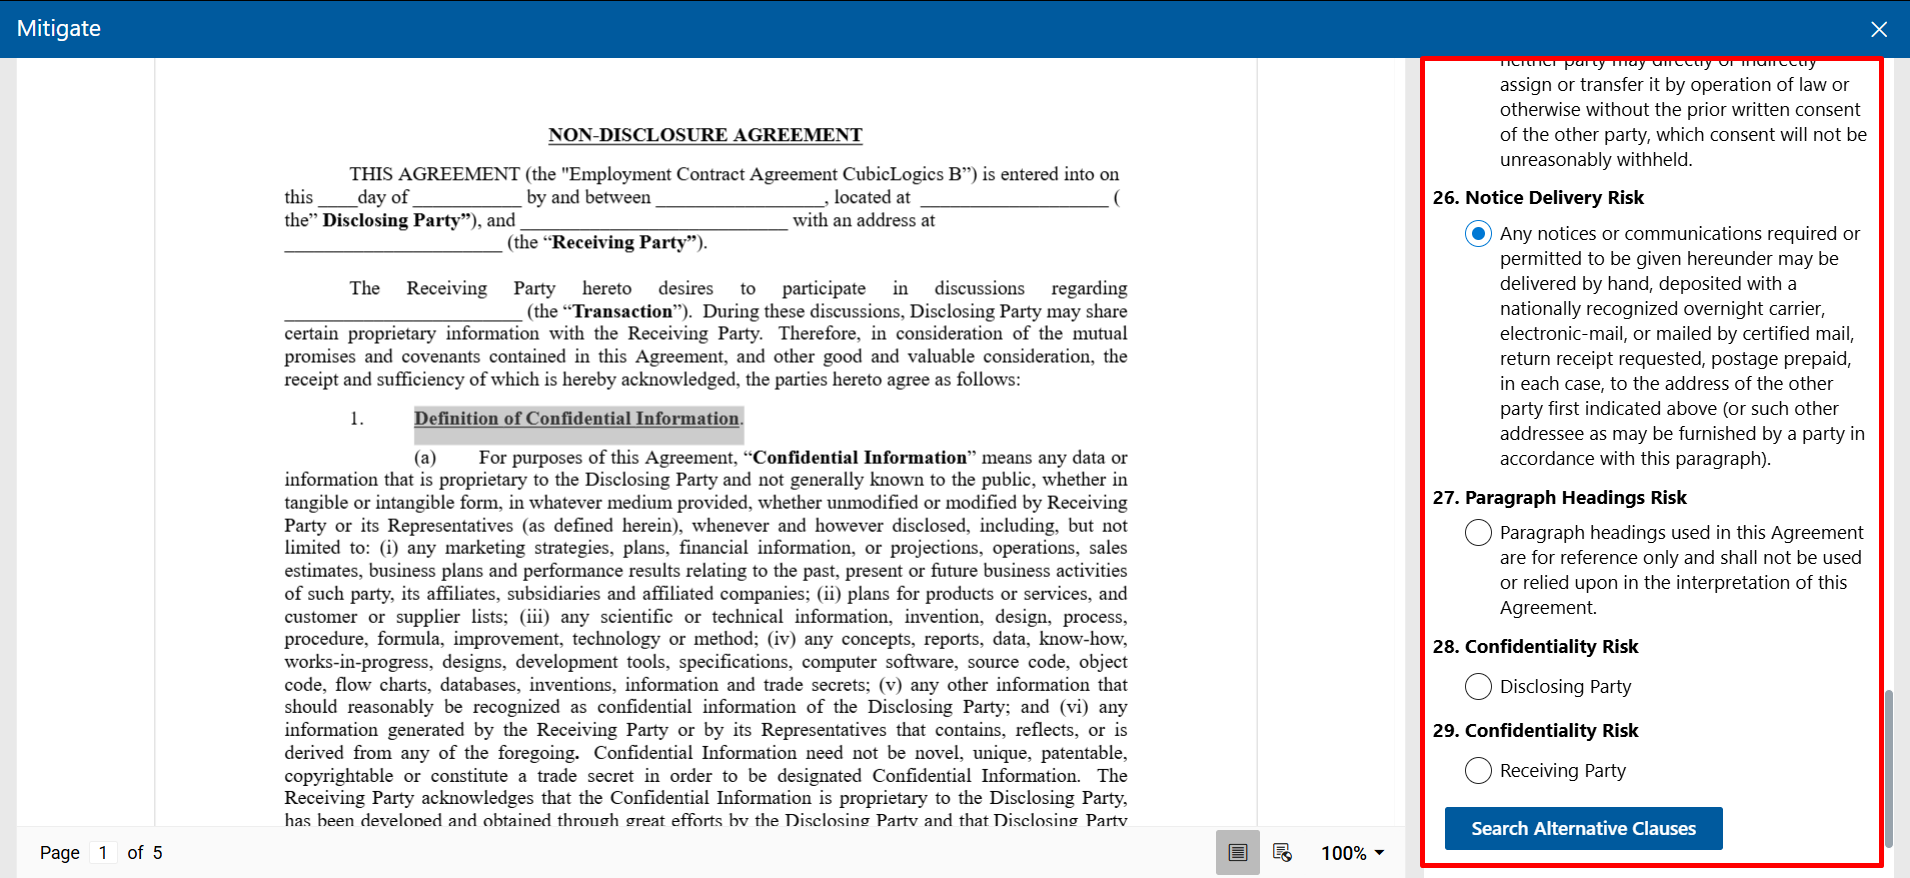 Mitigate
NON-DISCLOSURE AGREEMENT
THIS AGREEMENT (the "Employment Contract Agreement CubicLogics B”) is entered into on
this ____day of ___________ by and between _________________, located at ___________________ (
the” Disclosing Party”), and ___________________________ with an address at
______________________ (the “Receiving Party”).
The Receiving Party hereto desires to participate in discussions regarding
________________________ (the “Transaction”). During these discussions, Disclosing Party may share
certain proprietary information with the Receiving Party. Therefore, in consideration of the mutual
promises and covenants contained in this Agreement, and other good and valuable consideration, the
receipt and sufficiency of which is hereby acknowledged, the parties hereto agree as follows:
1. Definition of Confidential Information.
(a) For purposes of this Agreement, “Confidential Information” means any data or
information that is proprietary to the Disclosing Party and not generally known to the public, whether in
tangible or intangible form, in whatever medium provided, whether unmodified or modified by Receiving
Party or its Representatives (as defined herein), whenever and however disclosed, including, but not
limited to: (i) any marketing strategies, plans, financial information, or projections, operations, sales
estimates, business plans and performance results relating to the past, present or future business activities
of such party, its affiliates, subsidiaries and affiliated companies; (ii) plans for products or services, and
customer or supplier lists; (iii) any scientific or technical information, invention, design, process,
procedure, formula, improvement, technology or method; (iv) any concepts, reports, data, know-how,
works-in-progress, designs, development tools, specifications, computer software, source code, object
code, flow charts, databases, inventions, information and trade secrets; (v) any other information that
should reasonably be recognized as confidential information of the Disclosing Party; and (vi) any
information generated by the Receiving Party or by its Representatives that contains, reflects, or is
derived from any of the foregoing. Confidential Information need not be novel, unique, patentable,
copyrightable or constitute a trade secret in order to be designated Confidential Information. The
Receiving Party acknowledges that the Confidential Information is proprietary to the Disclosing Party,
has been developed and obtained through great efforts by the Disclosing Party and that Disclosing Party
Page 1 of 5
100%
neither party may directly or indirectly
assign or transfer it by operation of law or
otherwise without the prior written consent
of the other party, which consent will not be
unreasonably withheld.
26. Notice Delivery Risk
Any notices or communications required or
permitted to be given hereunder may be
delivered by hand, deposited with a
nationally recognized overnight carrier,
electronic-mail, or mailed by certified mail,
return receipt requested, postage prepaid,
in each case, to the address of the other
party first indicated above (or such other
addressee as may be furnished by a party in
accordance with this paragraph).
27. Paragraph Headings Risk
Paragraph headings used in this Agreement
are for reference only and shall not be used
or relied upon in the interpretation of this
Agreement.
28. Confidentiality Risk
Disclosing Party
29. Confidentiality Risk
Receiving Party
Search Alternative Clauses